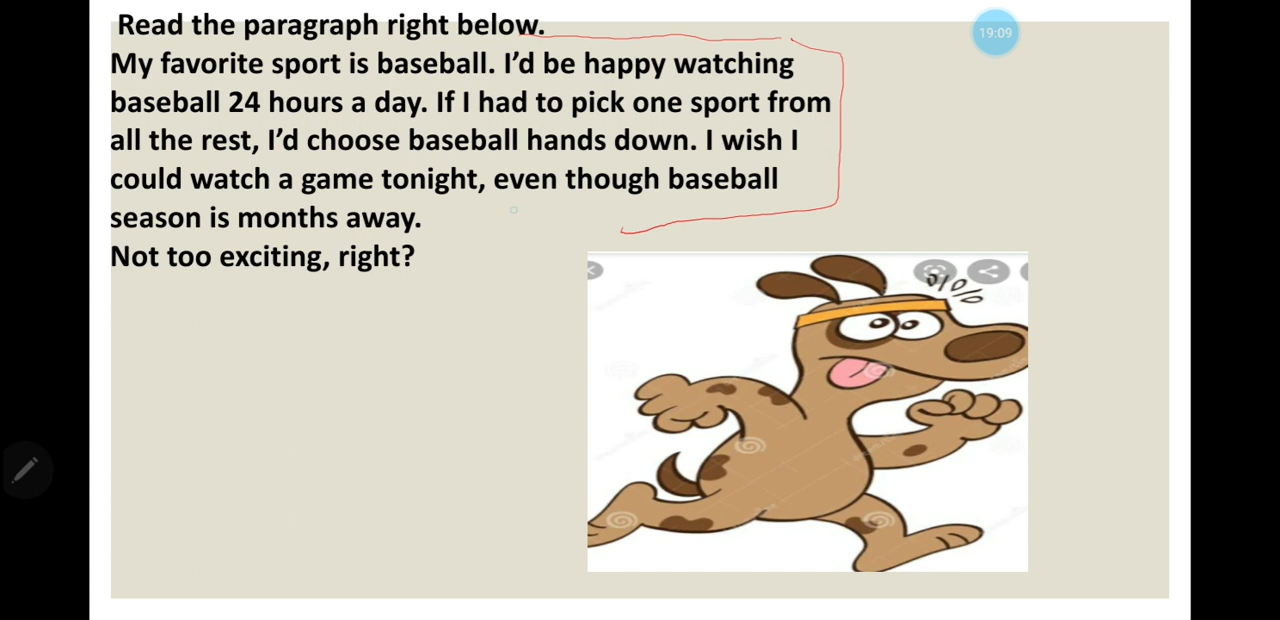 Read the paragraph right below.
My favorite sport is baseball. I’d be happy watching
baseball 24 hours a day. If I had to pick one sport from
all the rest, I’d choose baseball hands down. I wish I
could watch a game tonight, even though baseball
season is months away.
Not too exciting, right?
19:09